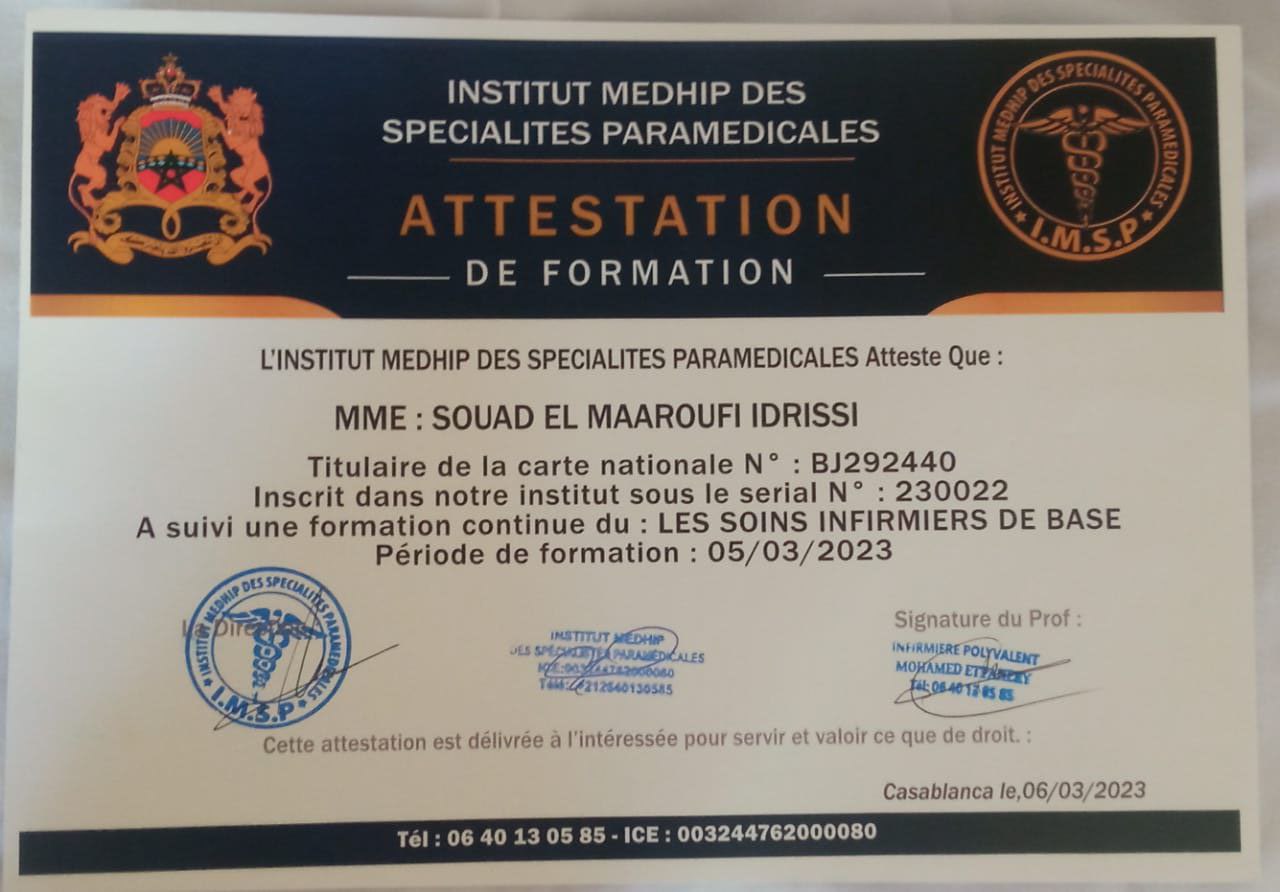 INSTITUT MEDHIP DES
SPECIALITES PARAMEDICALES
ATTESTATION
DE FORMATION
INSTITUT MEDHIP DES SPECIALITES PARAMEDICALES
I.M.S.P
L'INSTITUT MEDHIP DES SPECIALITES PARAMEDICALES Atteste Que :
MME : SOUAD EL MAAROUFI IDRISSI
Titulaire de la carte nationale N° : BJ292440
Inscrit dans notre institut sous le serial N° : 230022
A suivi une formation continue du : LES SOINS INFIRMIERS DE BASE
Période de formation : 05/03/2023
La Direction
INSTITUT MEDHIP DES SPECIALITES PARAMEDICALES
I.M.S.P
INSTITUT MEDHIP
DES SPECIALITES PARAMEDICALES
Signature du Prof :
INFIRMIERE POLYVALENT
MOHAMED
Cette attestation est délivrée à l'intéressée pour servir et valoir ce que de droit. :
Casablanca le,06/03/2023
Tél : 06 40 13 05 85 - ICE : 003244762000080